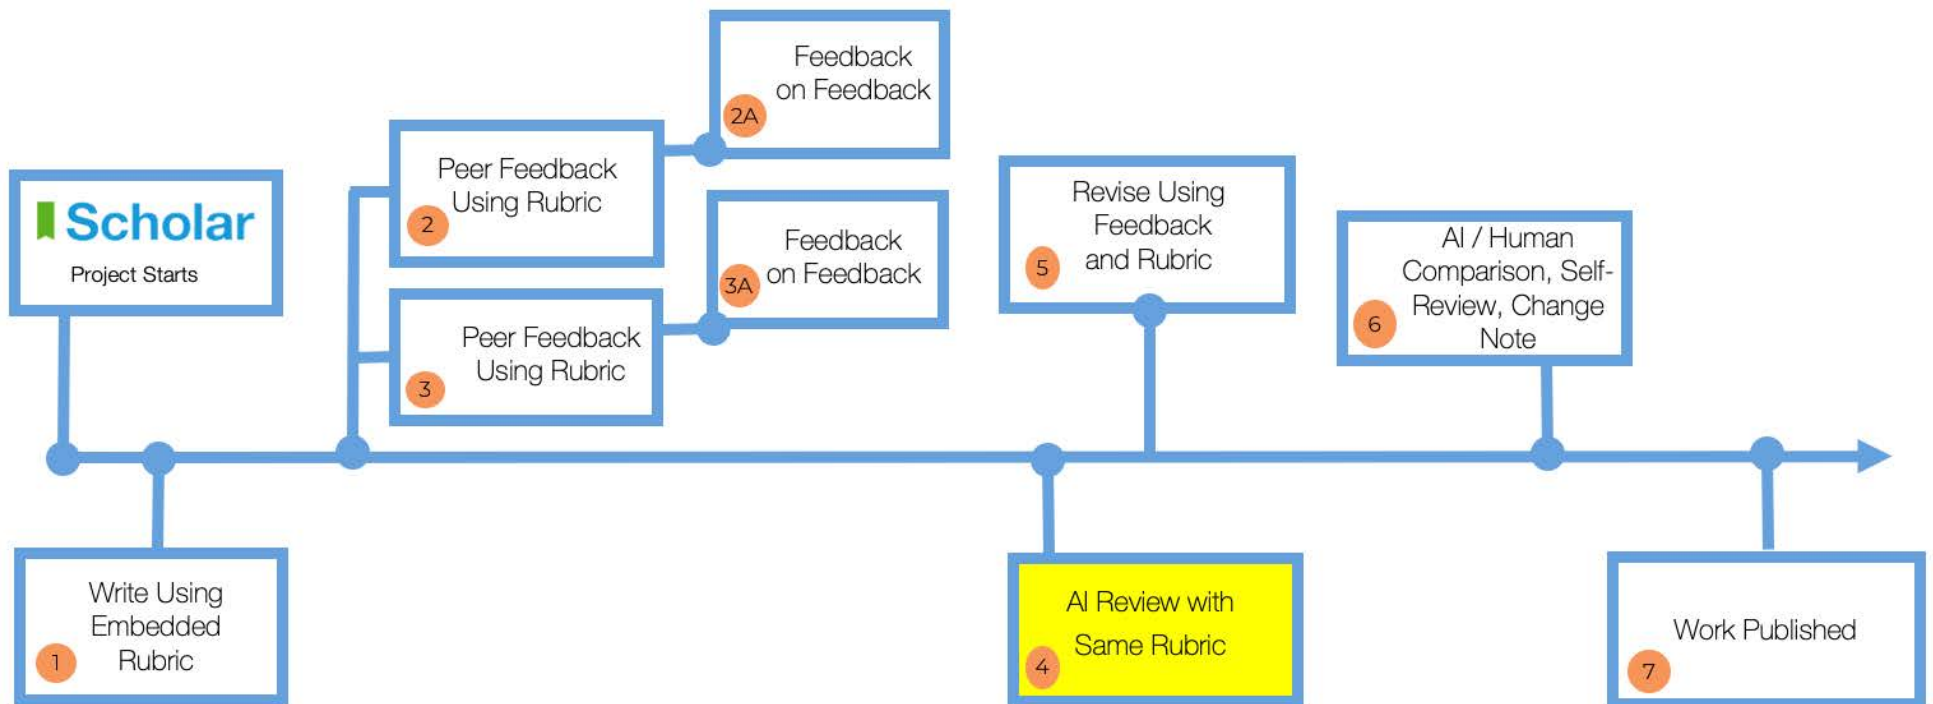 Scholar
Project Starts
Write Using
Embedded
Rubric
1
Peer Feedback
Using Rubric
2
Feedback
on Feedback
2A
Peer Feedback
Using Rubric
3
Feedback
on Feedback
3A
AI Review with
Same Rubric
4
Revise Using
Feedback
and Rubric
5
AI / Human
Comparison, Self-
Review, Change
Note
6
Work Published
7